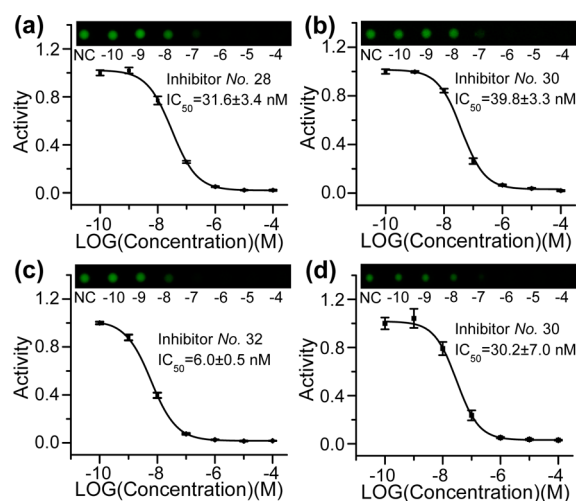 (a)
NC -10 -9 -8 -7 -6 -5 -4
1.2
Inhibitor No. 28
IC50=31.6±3.4 nM
0.8
0.4
0.0
Activity
-10 -8 -6 -4
LOG(Concentration)(M)
(b)
NC -10 -9 -8 -7 -6 -5 -4
1.2
Inhibitor No. 30
IC50=39.8±3.3 nM
0.8
0.4
0.0
Activity
-10 -8 -6 -4
LOG(Concentration)(M)
(c)
NC -10 -9 -8 -7 -6 -5 -4
1.2
Inhibitor No. 32
IC50=6.0±0.5 nM
0.8
0.4
0.0
Activity
-10 -8 -6 -4
LOG(Concentration)(M)
(d)
NC -10 -9 -8 -7 -6 -5 -4
1.2
Inhibitor No. 30
IC50=30.2±7.0 nM
0.8
0.4
0.0
Activity
-10 -8 -6 -4
LOG(Concentration)(M)